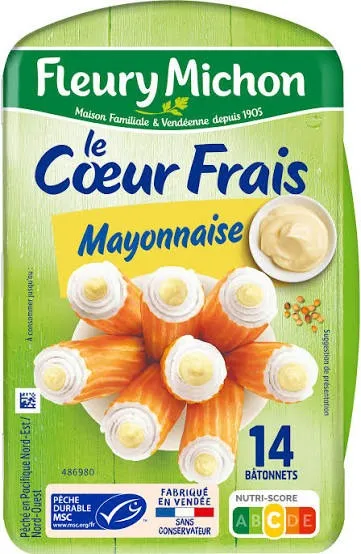 Fleury Michon
Maison Familiale & Vendéenne depuis 1905
le
Cœur Frais
Mayonnaise
À consommer jusqu'au :
Suggestion de présentation
14
BÂTONNETS
486980
Pêché en Pacifique Nord-Est /
Nord-Ouest
PÊCHE
DURABLE
MSC
www.msc.org/fr
FABRIQUÉ
EN VENDÉE
SANS
CONSERVATEUR
NUTRI-SCORE
A B C D E